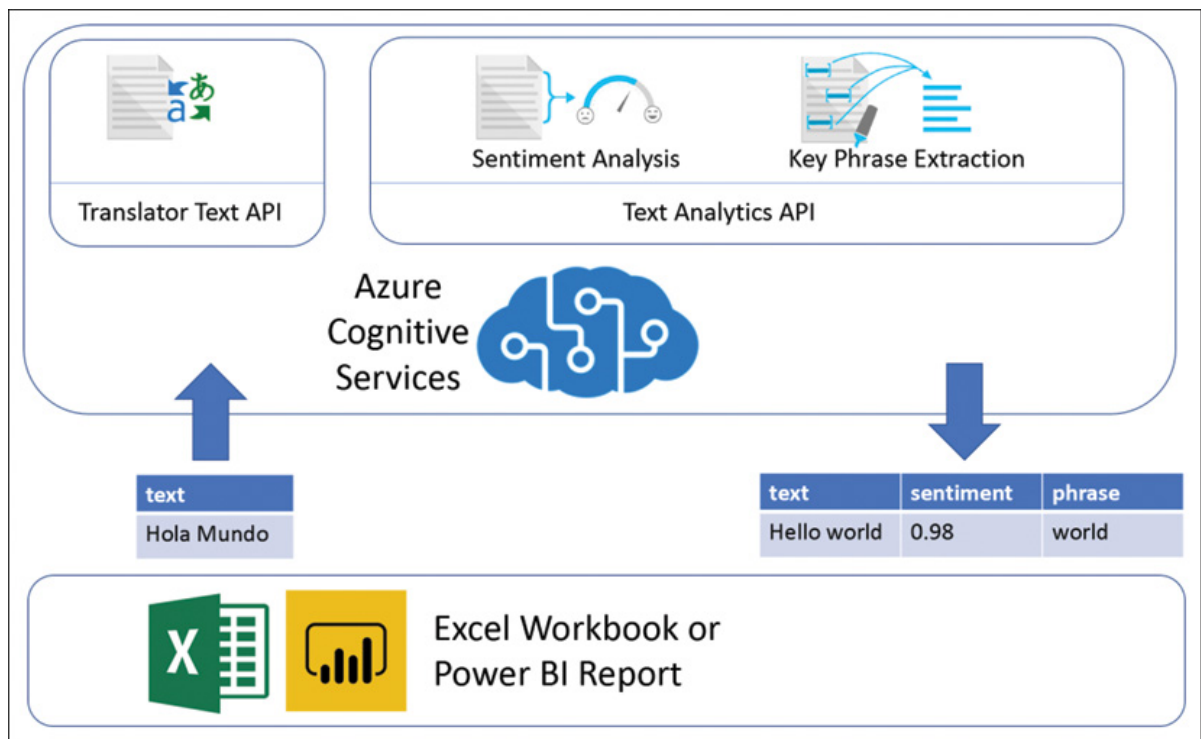 a あ
Sentiment Analysis
Key Phrase Extraction
Translator Text API
Text Analytics API
Azure
Cognitive
Services
text
Hola Mundo
text sentiment phrase
Hello world 0.98 world
X
Excel Workbook or
Power BI Report